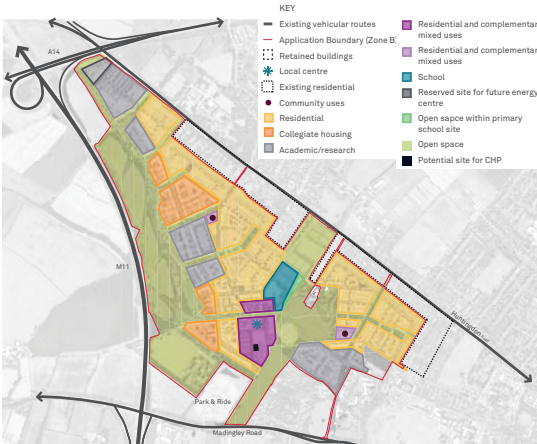 KEY
Existing vehicular routes
Application Boundary (Zone B)
Retained buildings
Local centre
Existing residential
Community uses
Residential
Collegiate housing
Academic/research
Residential and complementar
mixed uses
Residential and complementar
mixed uses
School
Reserved site for future energy
centre
Open sapce within primary
school site
Open space
Potential site for CHP
A14
M11
Huntingdon
Park & Ride
Madingley Road